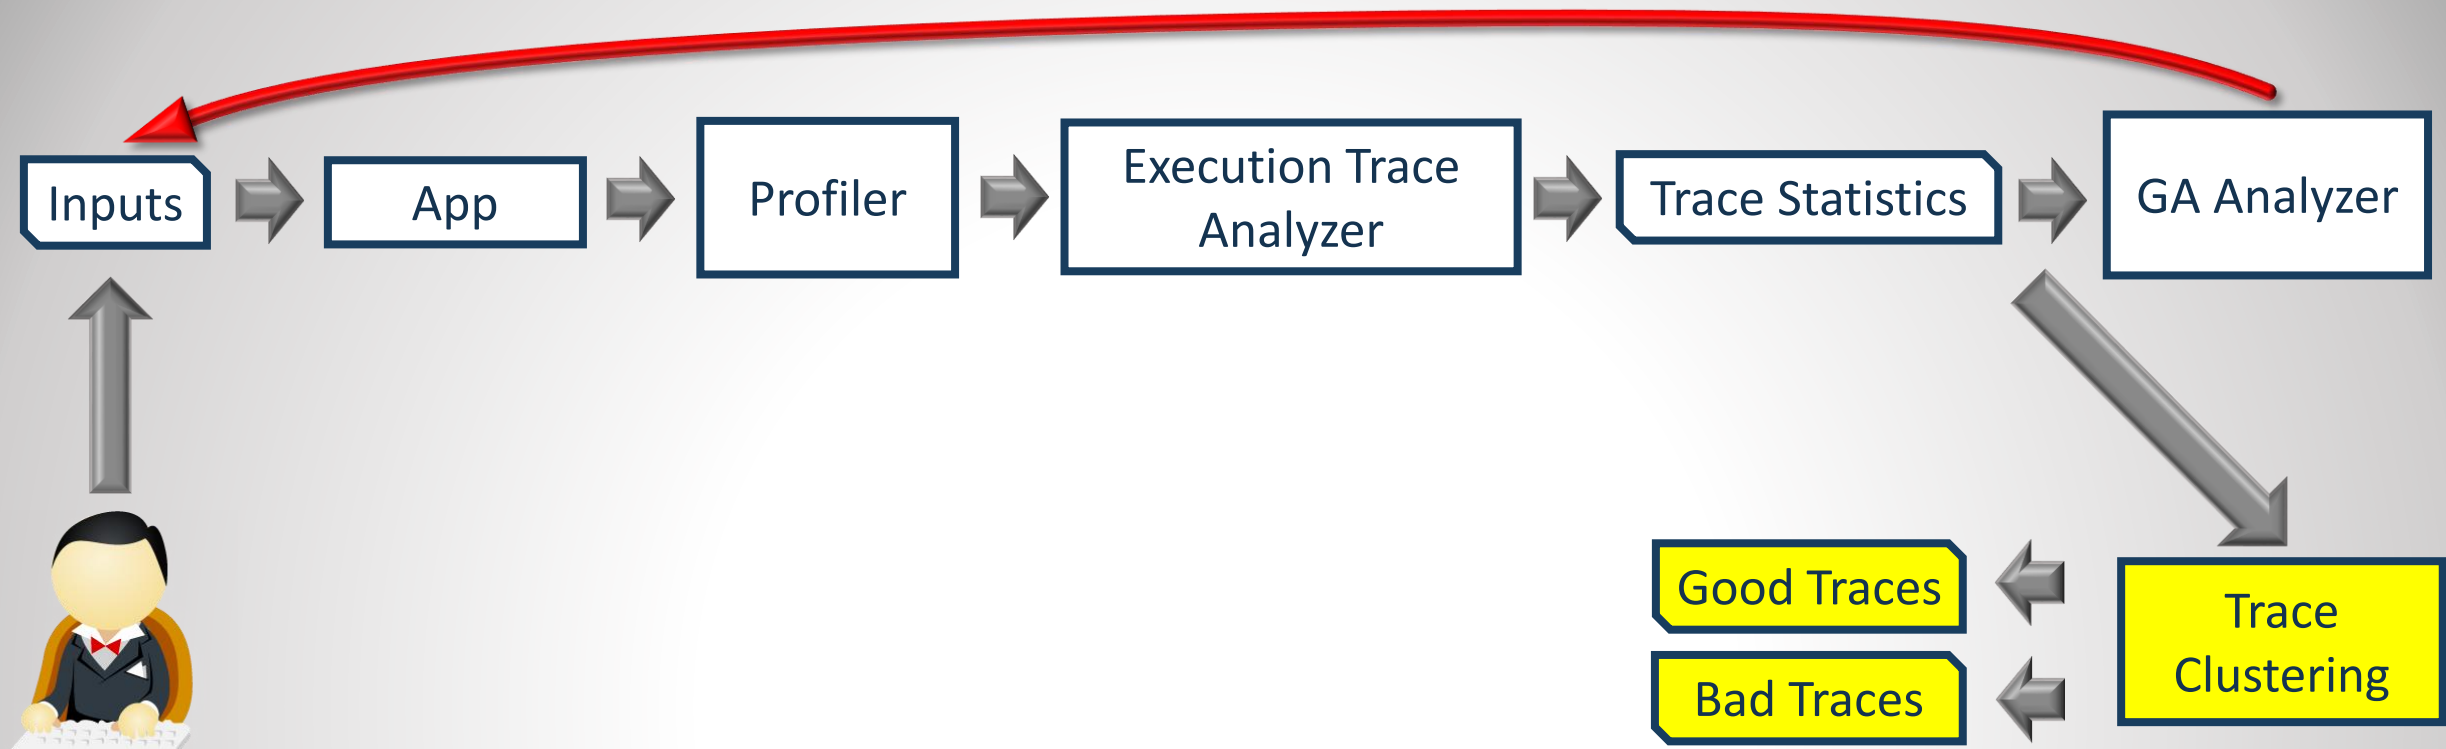 Inputs
App
Profiler
Execution Trace
Analyzer
Trace Statistics
GA Analyzer
Good Traces
Bad Traces
Trace
Clustering